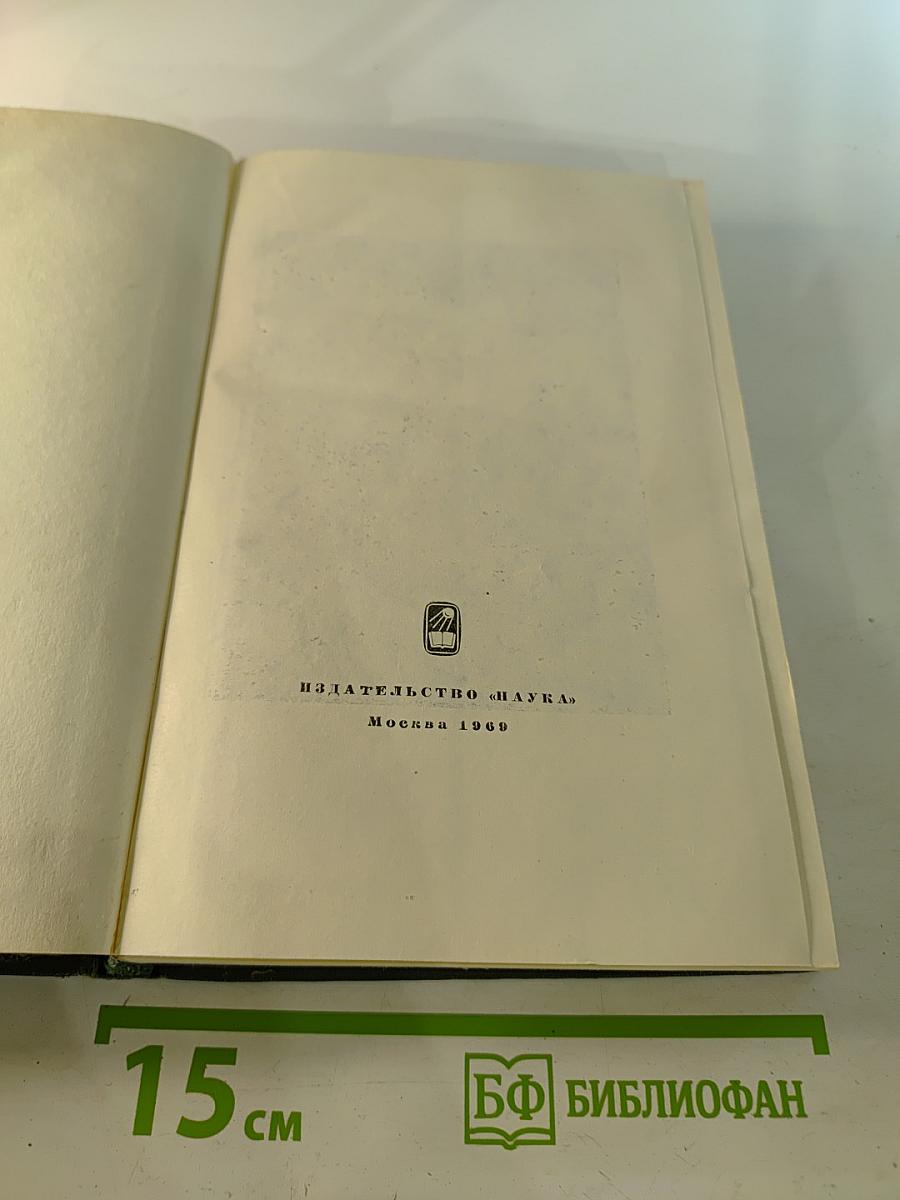 ИЗДАТЕЛЬСТВО «НАУКА»
Москва 1969
15 см
БФ БИБЛИОФАН